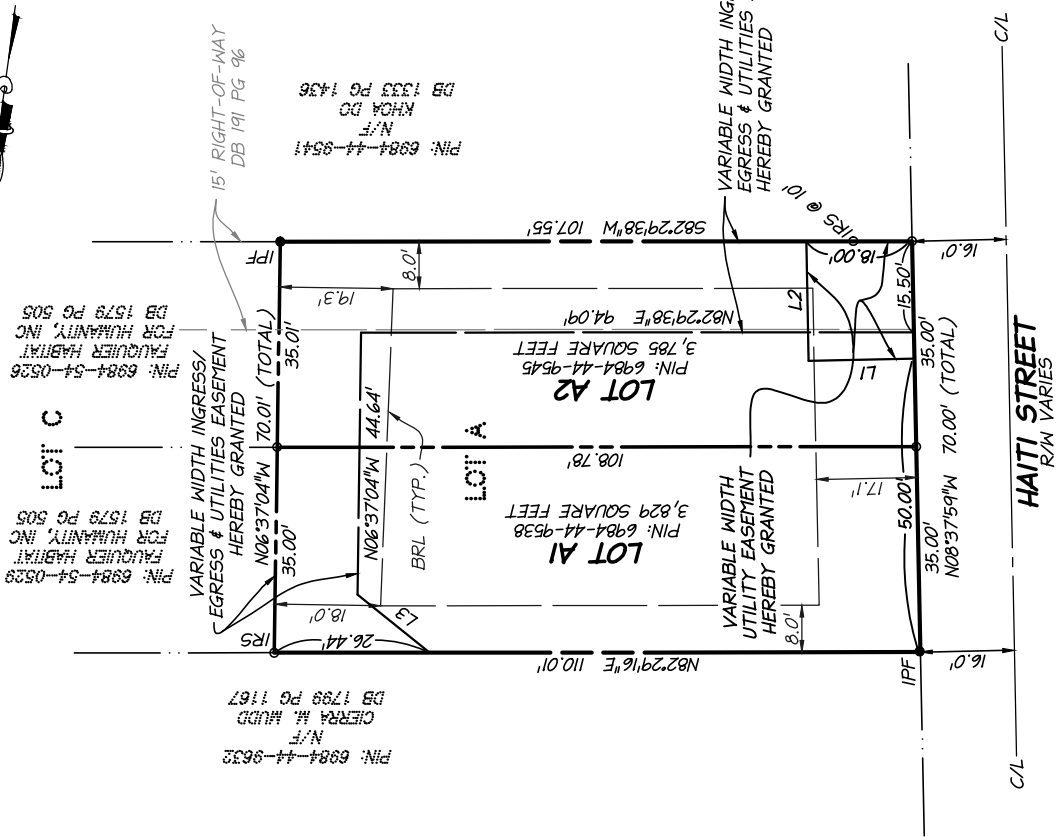 15' RIGHT-OF-WAY
DB 191 PG 96
PIN: 6984-44-9541
N/F
KHOA DO
DB 1333 PG 1436
VARIABLE WIDTH
EGRESS & UTILITIES
HEREBY GRANTED
PIN: 6984-54-0526
FAUQUIER HABITAT
FOR HUMANITY, INC
DB 1579 PG 505
LOT C
PIN: 6984-54-0529
FAUQUIER HABITAT
FOR HUMANITY, INC
DB 1579 PG 505
VARIABLE WIDTH INGRESS/
EGRESS & UTILITIES EASEMENT
HEREBY GRANTED
IPF
S82°29'38"W 107.55'
IRS @ 10'
18.00'
16.0'
C/L
8.0'
19.3'
N06°37'04"W 70.01' (TOTAL)
35.01'
35.00'
N82°29'38"E 94.09'
L2
15.50'
L1
LOT A2
PIN: 6984-44-9545
3,785 SQUARE FEET
N06°37'04"W 44.64'
BRL (TYP.)
LOT A
108.78'
LOT A1
PIN: 6984-44-9538
3,829 SQUARE FEET
VARIABLE WIDTH
UTILITY EASEMENT
HEREBY GRANTED
17.1'
50.00'
35.00'
35.00'
N08°37'59"W 70.00' (TOTAL)
HAITI STREET
R/W VARIES
IRS
18.0'
26.44'
L3
8.0'
N82°29'16"E 110.01'
IPF
16.0'
C/L
PIN: 6984-44-9632
N/F
CIERRA M. MUDD
DB 1799 PG 1167